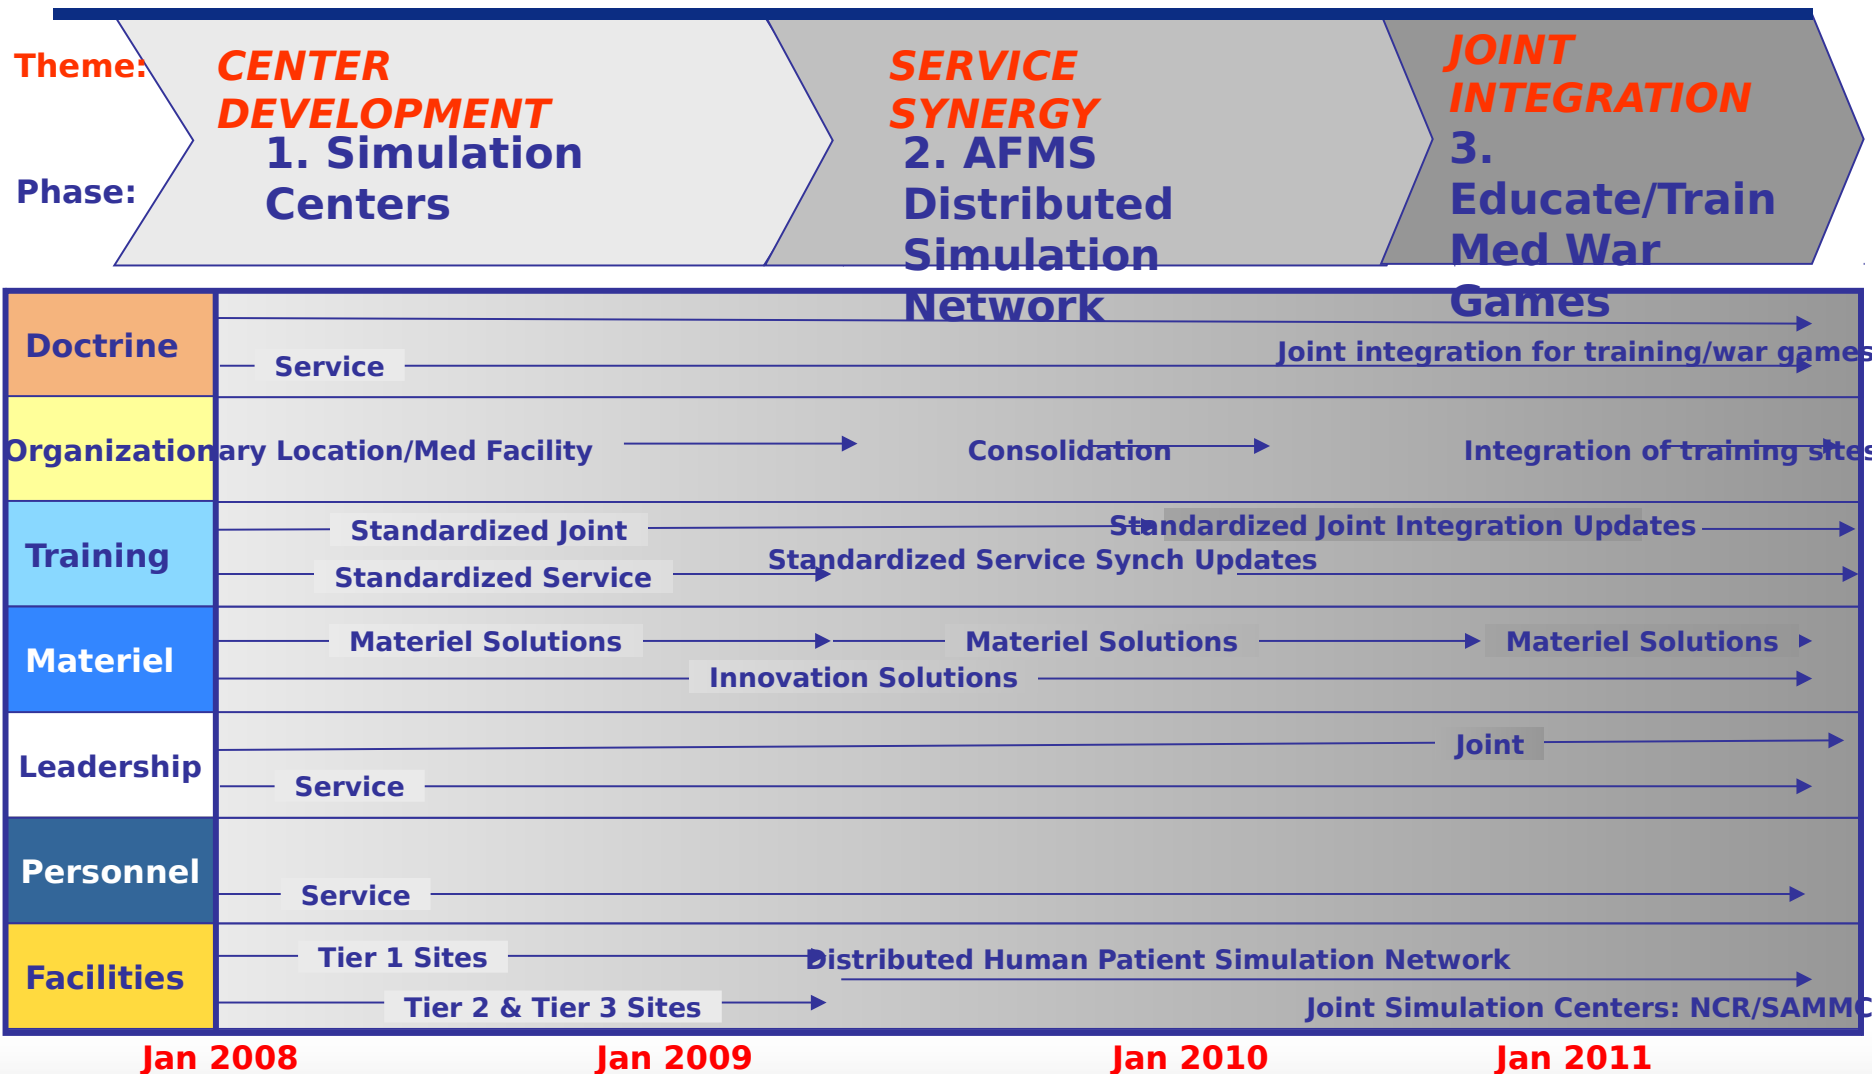 Theme:
CENTER
DEVELOPMENT
SERVICE
SYNERGY
JOINT
INTEGRATION
Phase:
1. Simulation
Centers
2. AFMS
Distributed
Simulation
Network
3.
Educate/Train
Med War
Games
Doctrine
Joint integration for training/war games
Service
Organization
ary Location/Med Facility
Consolidation
Integration of training sites
Training
Standardized Joint
Standardized Joint Integration Updates
Standardized Service Synch Updates
Standardized Service
Materiel
Materiel Solutions
Materiel Solutions
Materiel Solutions
Innovation Solutions
Leadership
Joint
Service
Personnel
Service
Facilities
Tier 1 Sites
Distributed Human Patient Simulation Network
Tier 2 & Tier 3 Sites
Joint Simulation Centers: NCR/SAMMC
Jan 2008
Jan 2009
Jan 2010
Jan 2011